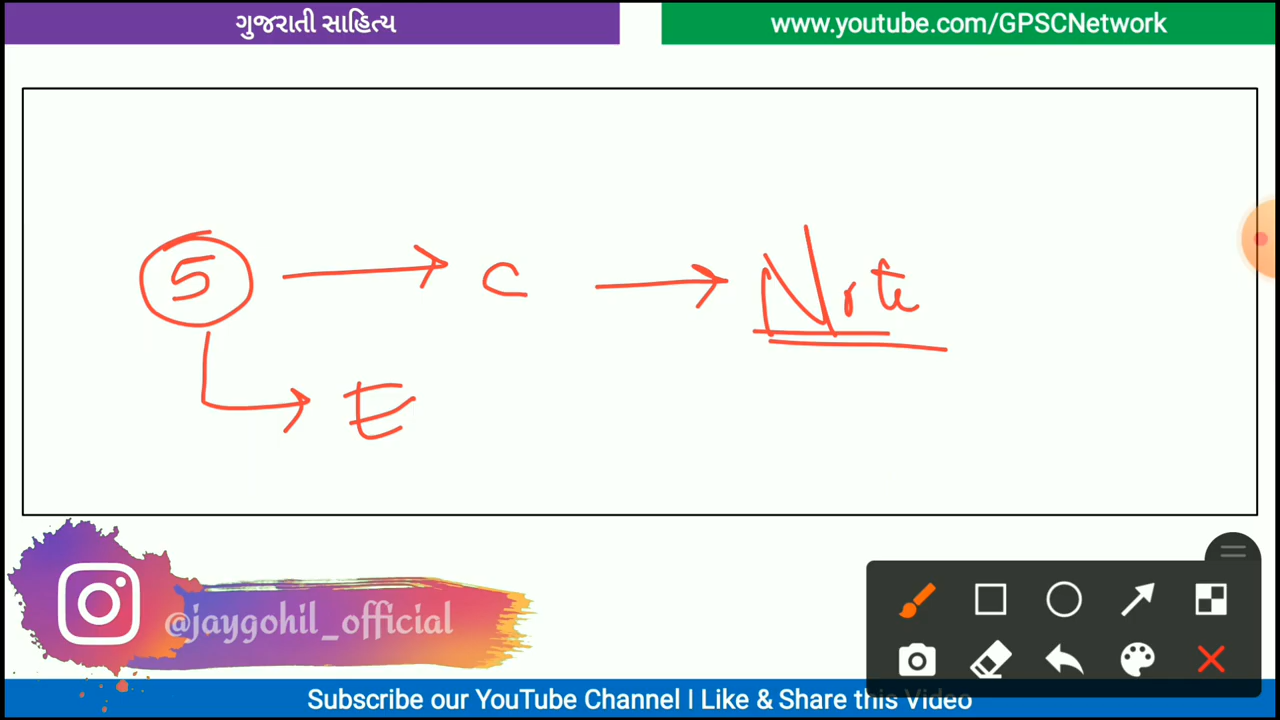 ગુજરાતી સાહિત્ય
www.youtube.com/GPSCNetwork
5 C Note
E
@jaygohil_official
Subscribe our YouTube Channel | Like & Share this Video